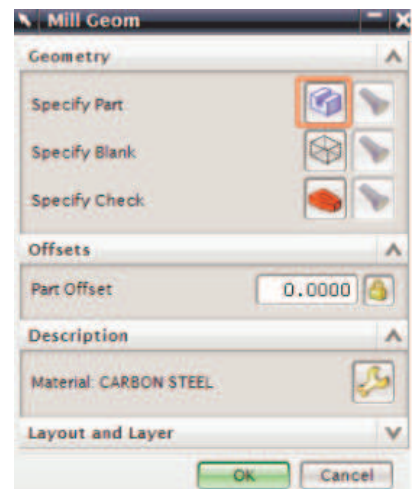 Mill Geom
Geometry
Specify Part
Specify Blank
Specify Check
Offsets
Part Offset 0.0000
Description
Material: CARBON STEEL
Layout and Layer
OK Cancel